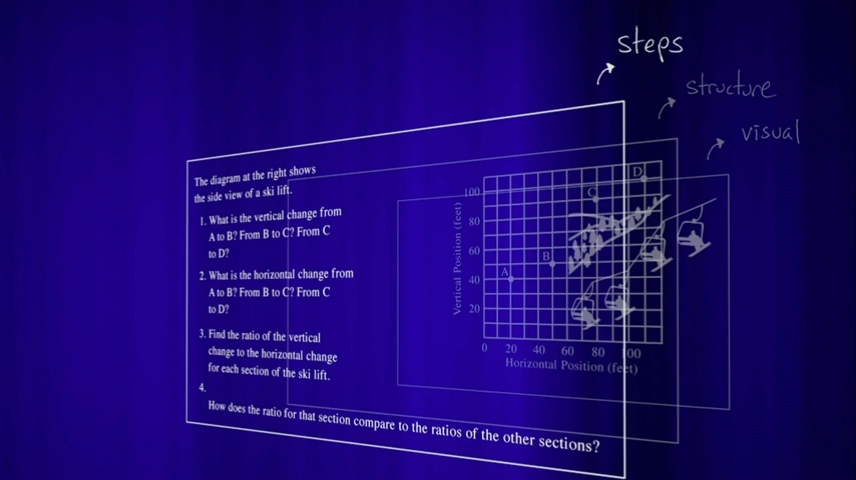 steps
structure
visual
The diagram at the right shows
the side view of a ski lift.
1. What is the vertical change from
A to B? From B to C? From C
to D?
2. What is the horizontal change from
A to B? From B to C? From C
to D?
3. Find the ratio of the vertical
change to the horizontal change
for each section of the ski lift.
4.
How does the ratio for that section compare to the ratios of the other sections?
Vertical Position (feet)
100
80
60
40
20
A
B
C
D
0 20 40 60 80 100
Horizontal Position (feet)